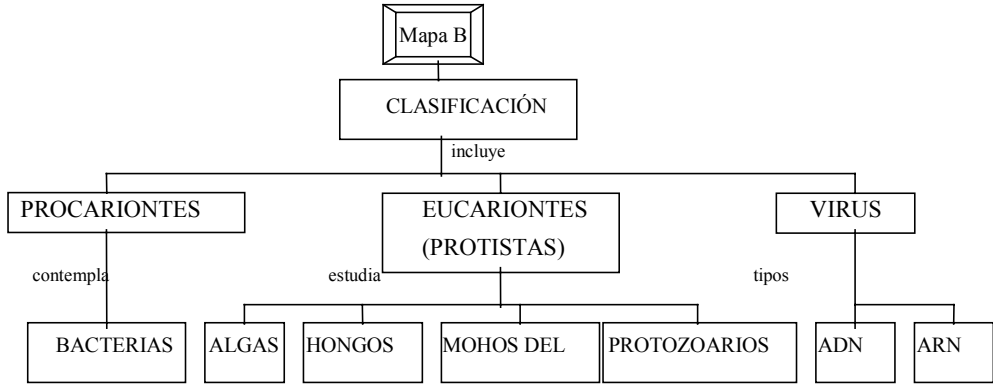 Mapa B
CLASIFICACIÓN
incluye
PROCARIONTES
EUCARIONTES
(PROTISTAS)
VIRUS
contempla
estudia
tipos
BACTERIAS
ALGAS
HONGOS
MOHOS DEL
PROTOZOARIOS
ADN
ARN